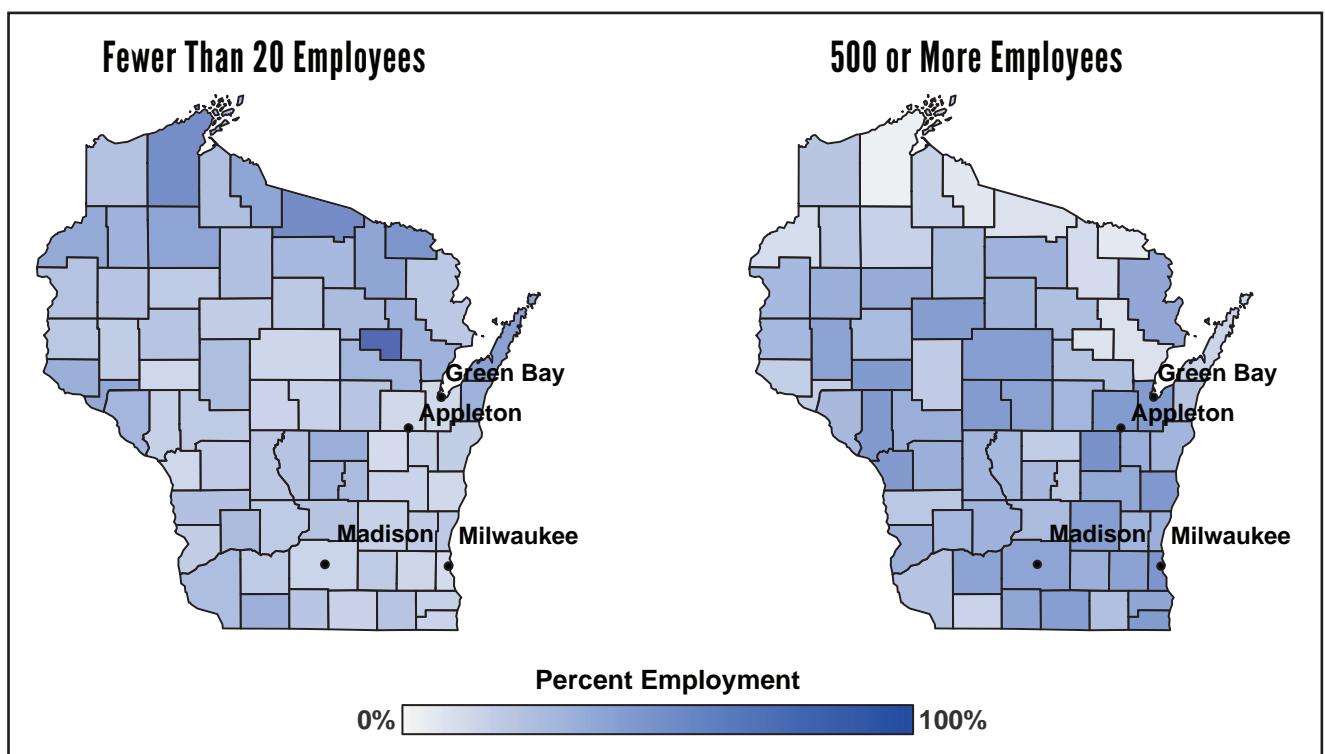 Fewer Than 20 Employees
500 or More Employees
Green Bay
Appleton
Madison
Milwaukee
Green Bay
Appleton
Madison
Milwaukee
Percent Employment
0%
100%